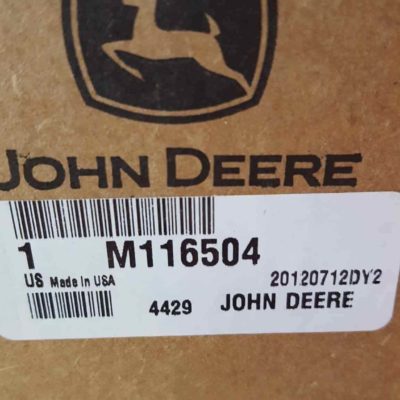 JOHN DEERE
1 M116504
US Made In USA 20120712DY2
4429 JOHN DEERE